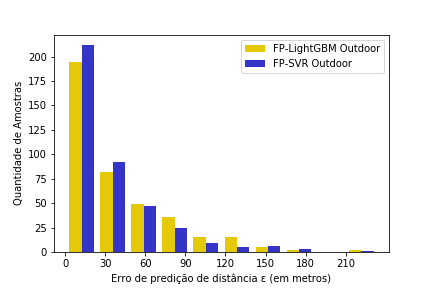 FP-LightGBM Outdoor
FP-SVR Outdoor
200
175
150
125
100
75
50
25
0
Quantidade de Amostras
0 30 60 90 120 150 180 210
Erro de predição de distância ε (em metros)